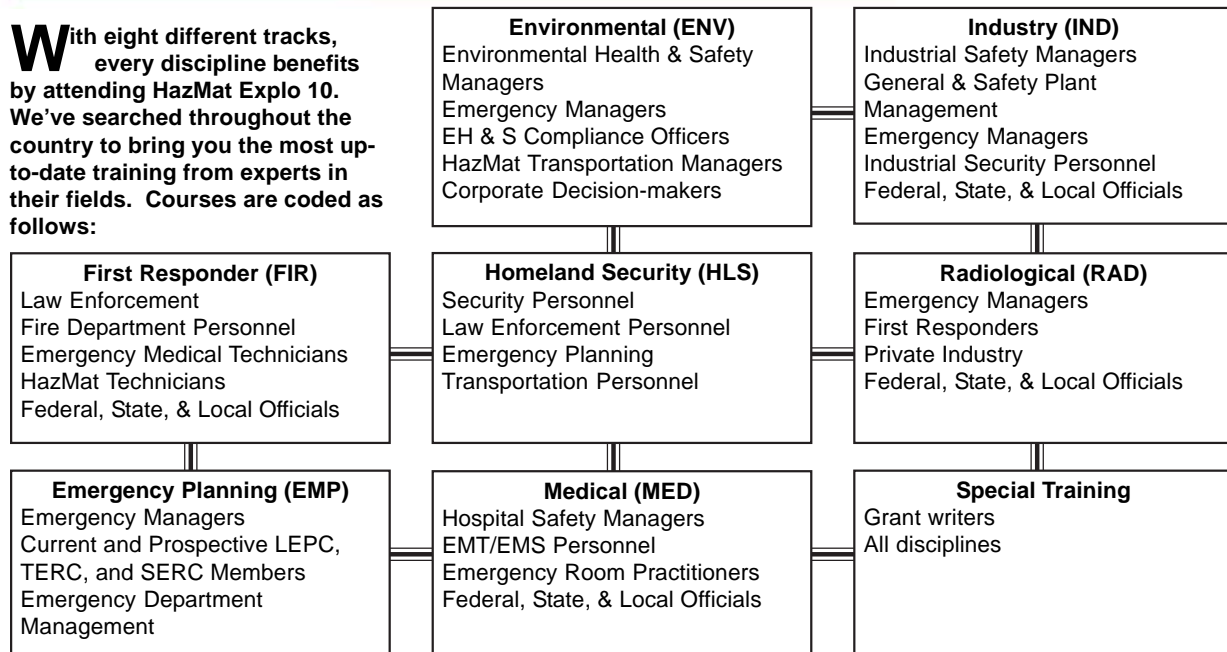 With eight different tracks,
every discipline benefits
by attending HazMat Explo 10.
We've searched throughout the
country to bring you the most up-
to-date training from experts in
their fields.  Courses are coded as
follows:
Environmental (ENV)
Environmental Health & Safety
Managers
Emergency Managers
EH & S Compliance Officers
HazMat Transportation Managers
Corporate Decision-makers
Industry (IND)
Industrial Safety Managers
General & Safety Plant
Management
Emergency Managers
Industrial Security Personnel
Federal, State, & Local Officials
First Responder (FIR)
Law Enforcement
Fire Department Personnel
Emergency Medical Technicians
HazMat Technicians
Federal, State, & Local Officials
Homeland Security (HLS)
Security Personnel
Law Enforcement Personnel
Emergency Planning
Transportation Personnel
Radiological (RAD)
Emergency Managers
First Responders
Private Industry
Federal, State, & Local Officials
Emergency Planning (EMP)
Emergency Managers
Current and Prospective LEPC,
TERC, and SERC Members
Emergency Department
Management
Medical (MED)
Hospital Safety Managers
EMT/EMS Personnel
Emergency Room Practitioners
Federal, State, & Local Officials
Special Training
Grant writers
All disciplines